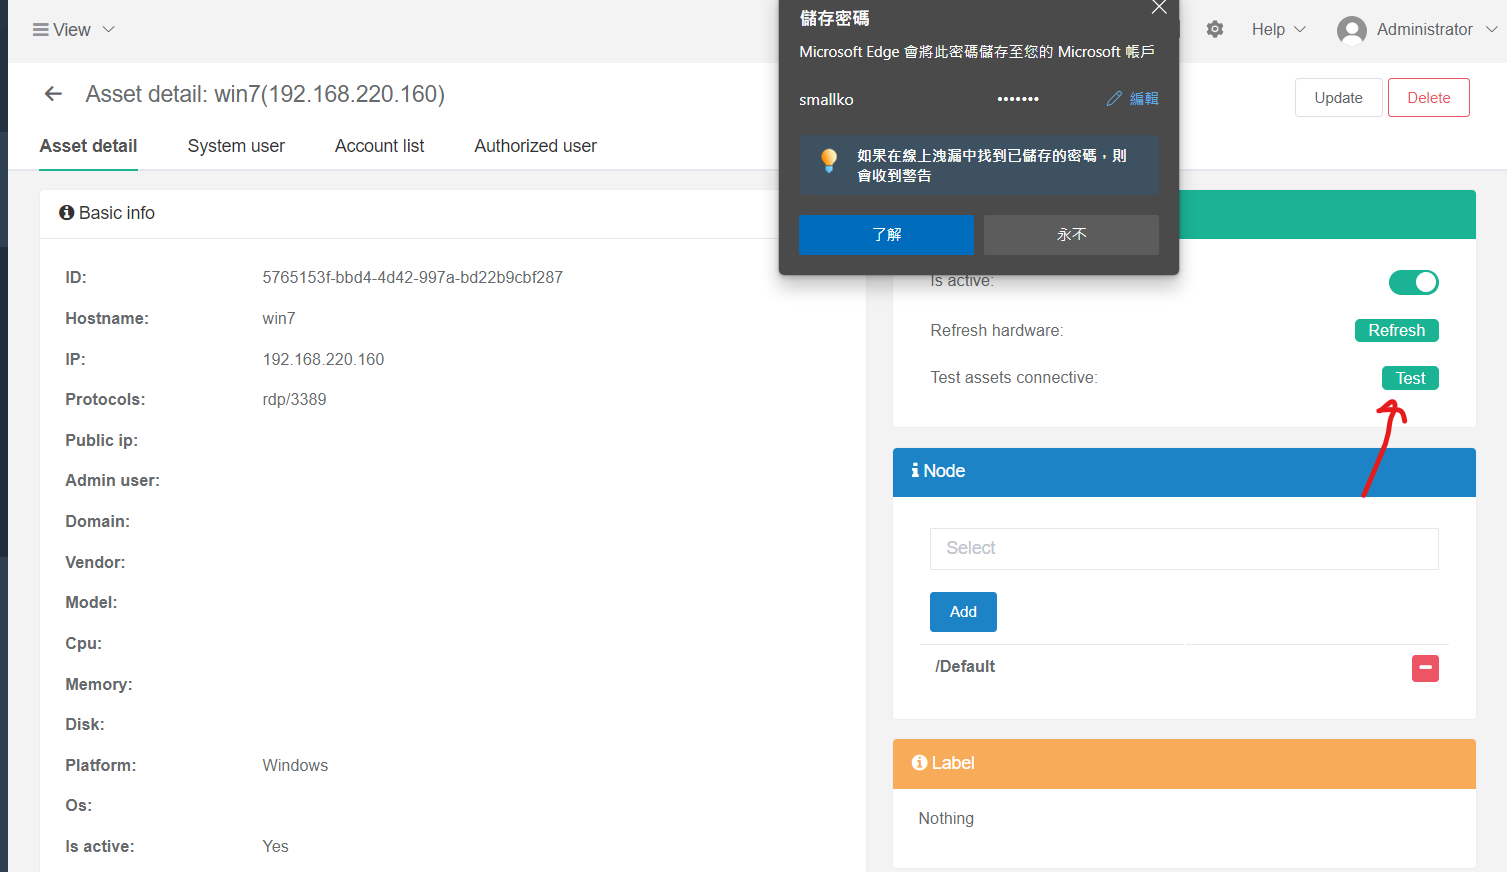 View
Help
Administrator
Asset detail: win7(192.168.220.160)
Update
Delete
Asset detail
System user
Account list
Authorized user
儲存密碼
Microsoft Edge 會將此密碼儲存至您的 Microsoft 帳戶
smallko
•••••••
編輯
如果在線上洩漏中找到已儲存的密碼，則
會收到警告
了解
永不
Basic info
ID:
5765153f-bbd4-4d42-997a-bd22b9cbf287
Hostname:
win7
IP:
192.168.220.160
Protocols:
rdp/3389
Public ip:
Admin user:
Domain:
Vendor:
Model:
Cpu:
Memory:
Disk:
Platform:
Windows
Os:
Is active:
Yes
Is active:
Refresh hardware:
Refresh
Test assets connective:
Test
Node
Select
Add
/Default
Label
Nothing